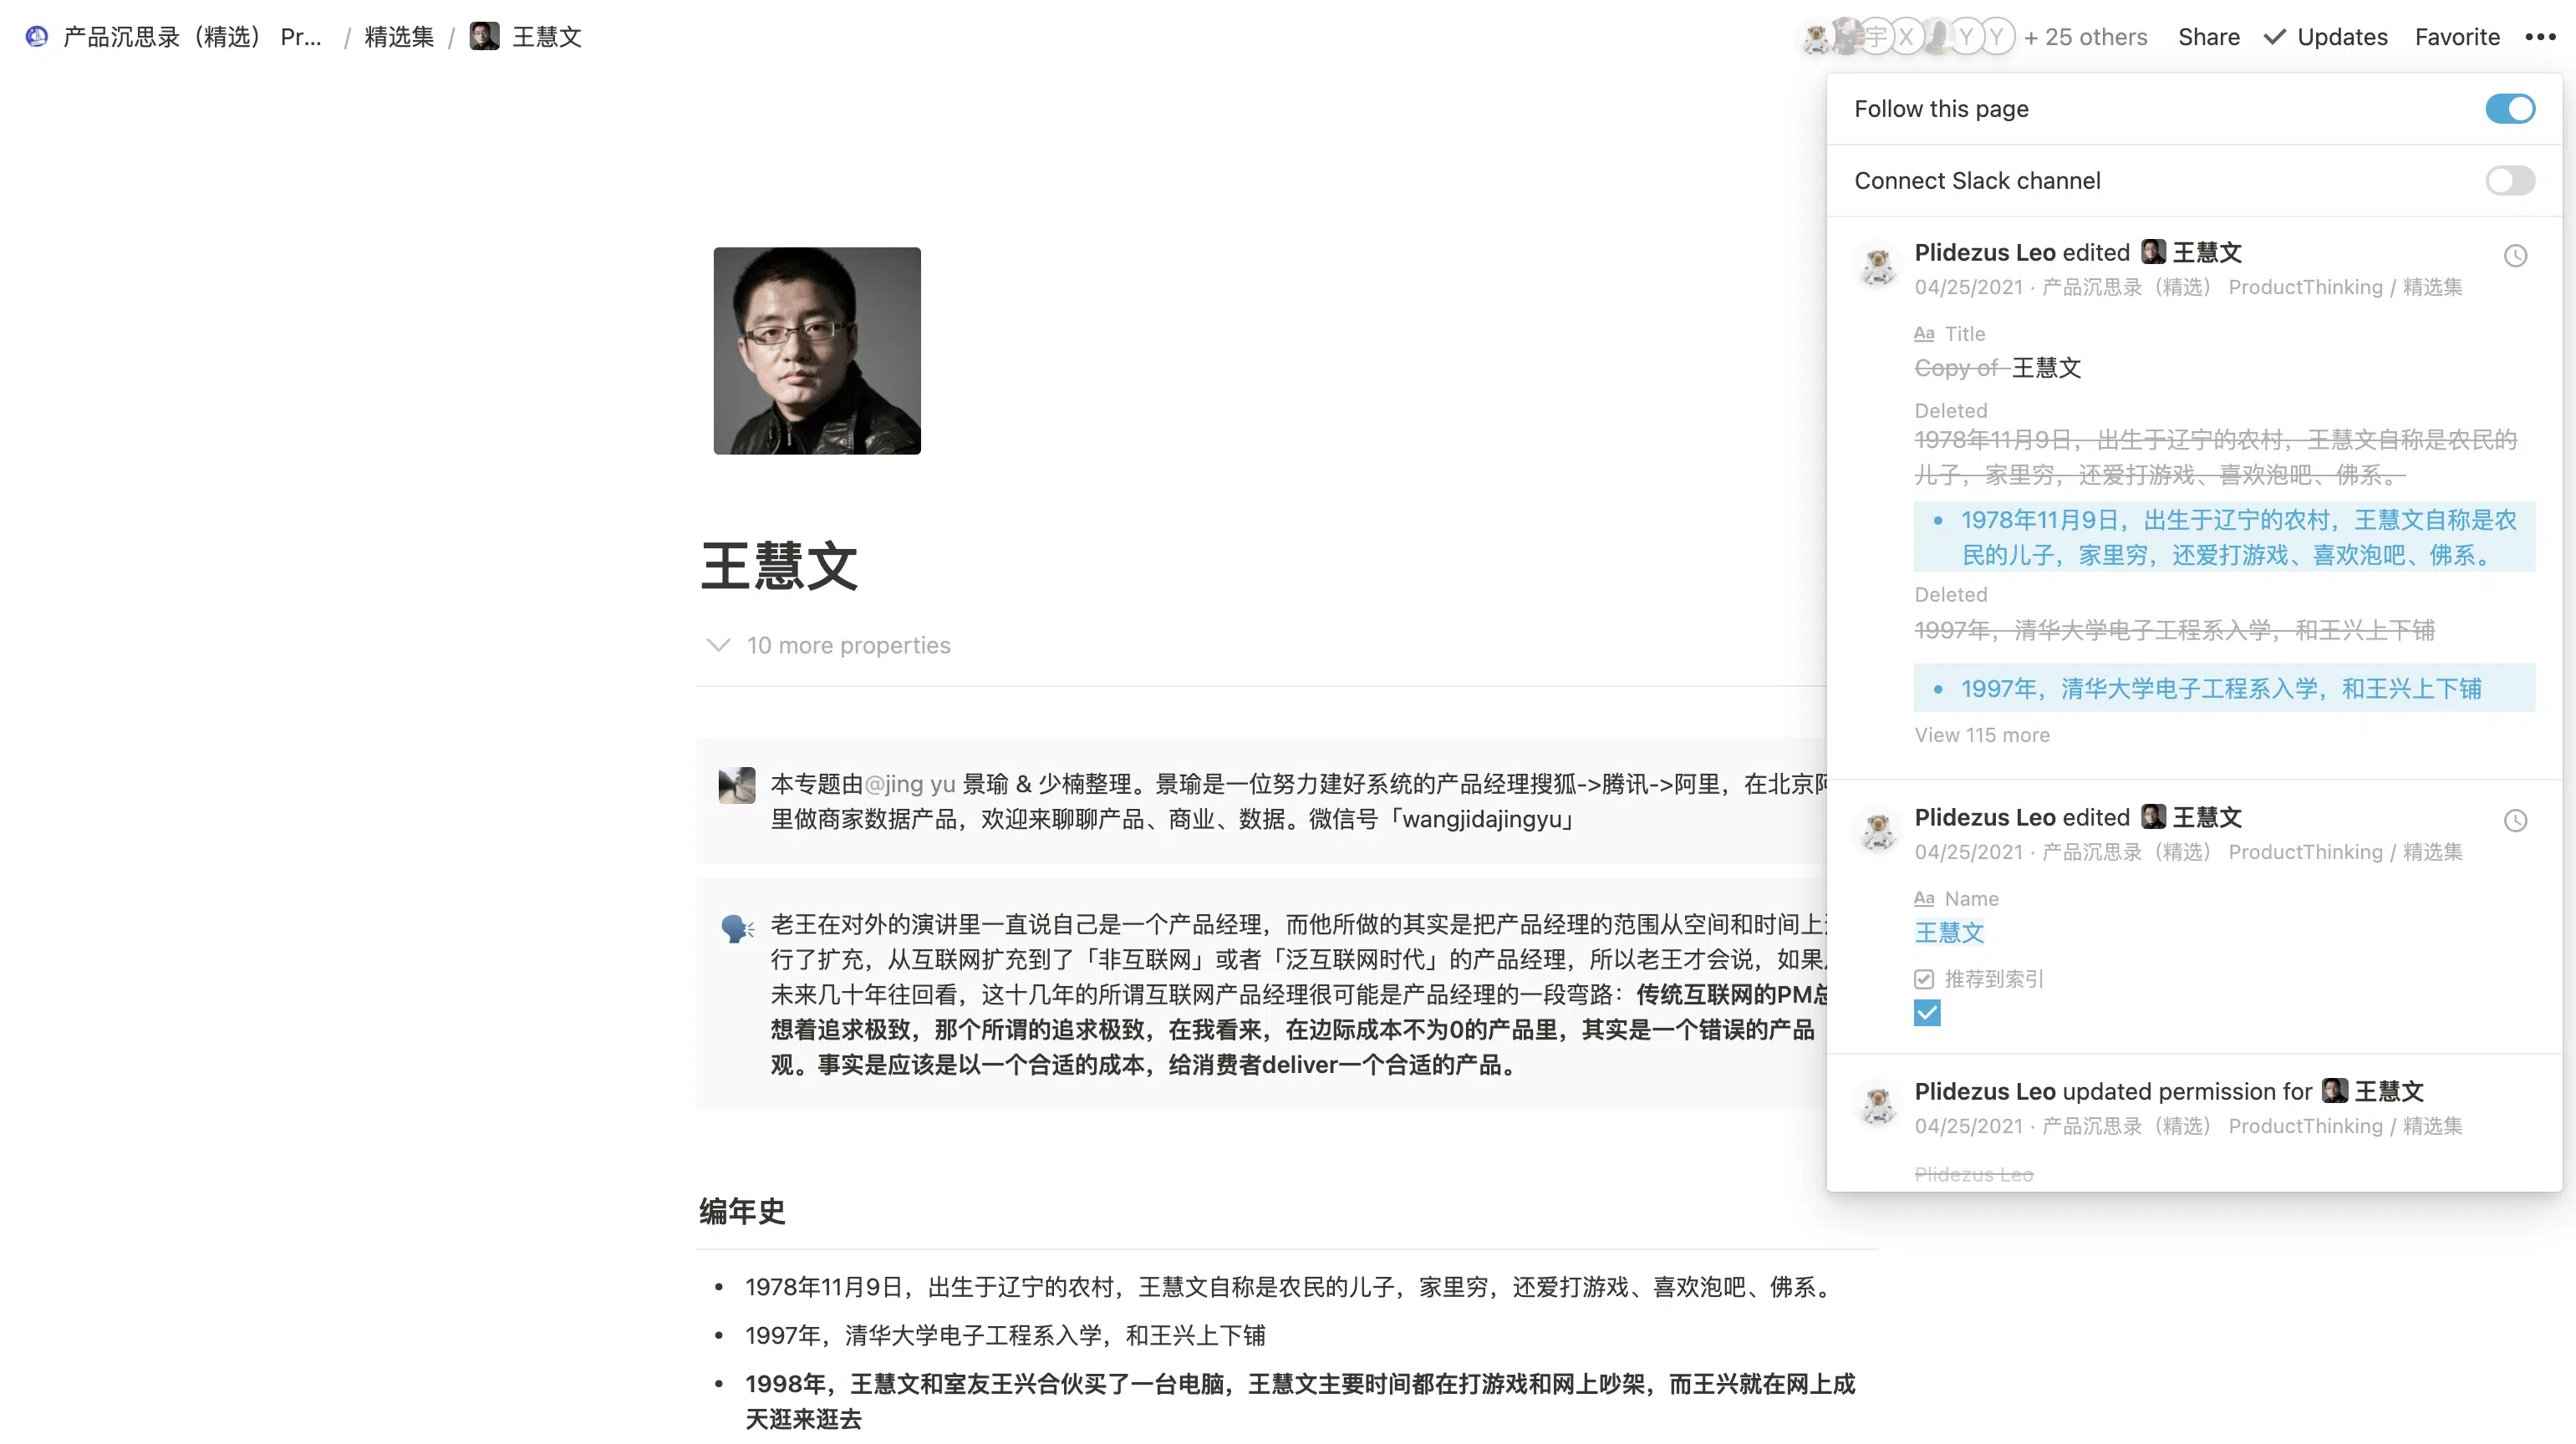 产品沉思录（精选） Pr... / 精选集 / 王慧文
宇 X Y Y + 25 others Share Updates Favorite
王慧文
10 more properties
本专题由@jing yu 景瑜 & 少楠整理。景瑜是一位努力建好系统的产品经理搜狐->腾讯->阿里，在北京阿
里做商家数据产品，欢迎来聊聊产品、商业、数据。微信号「wangjidajingyu」
老王在对外的演讲里一直说自己是一个产品经理，而他所做的其实是把产品经理的范围从空间和时间上
行了扩充，从互联网扩充到了「非互联网」或者「泛互联网时代」的产品经理，所以老王才会说，如果
未来几十年往回看，这十几年的所谓互联网产品经理很可能是产品经理的一段弯路：传统互联网的PM总
想着追求极致，那个所谓的追求极致，在我看来，在边际成本不为0的产品里，其实是一个错误的产品
观。事实是应该是以一个合适的成本，给消费者deliver一个合适的产品。
编年史
• 1978年11月9日，出生于辽宁的农村，王慧文自称是农民的儿子，家里穷，还爱打游戏、喜欢泡吧、佛系。
• 1997年，清华大学电子工程系入学，和王兴上下铺
• 1998年，王慧文和室友王兴合伙买了一台电脑，王慧文主要时间都在打游戏和网上吵架，而王兴就在网上成
天逛来逛去
Follow this page
Connect Slack channel
Plidezus Leo edited 王慧文
04/25/2021 · 产品沉思录（精选） ProductThinking / 精选集
Aa Title
Copy of 王慧文
Deleted
1978年11月9日，出生于辽宁的农村，王慧文自称是农民的
儿子，家里穷，还爱打游戏、喜欢泡吧、佛系。
• 1978年11月9日，出生于辽宁的农村，王慧文自称是农
民的儿子，家里穷，还爱打游戏、喜欢泡吧、佛系。
Deleted
1997年，清华大学电子工程系入学，和王兴上下铺
• 1997年，清华大学电子工程系入学，和王兴上下铺
View 115 more
Plidezus Leo edited 王慧文
04/25/2021 · 产品沉思录（精选） ProductThinking / 精选集
Aa Name
王慧文
推荐到索引
Plidezus Leo updated permission for 王慧文
04/25/2021 · 产品沉思录（精选） ProductThinking / 精选集
Plidezus Leo